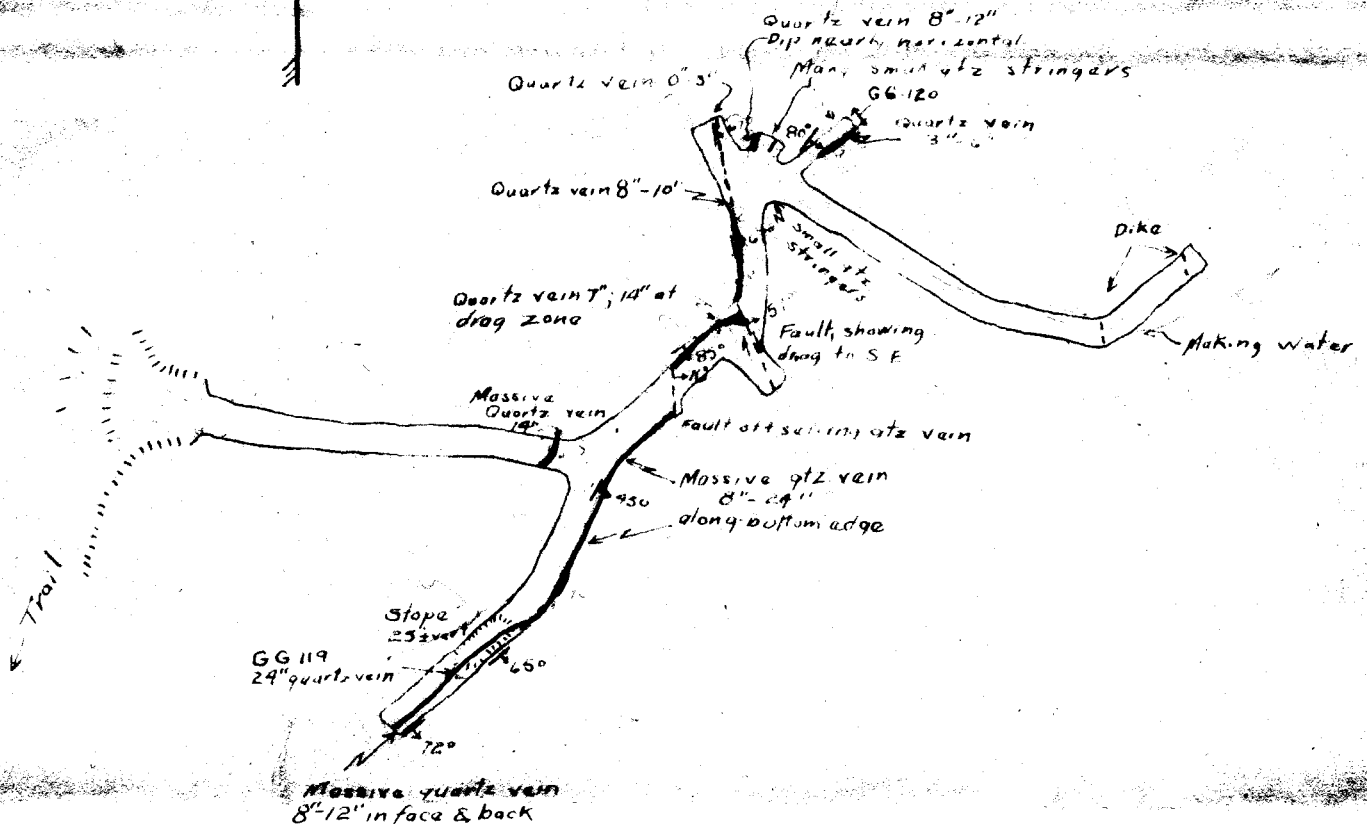 Quartz vein 8"-12"
Dip nearly horizontal
Many small qtz stringers
Quartz vein 0"-3"
GG-120
Quartz vein
3"-6"
Quartz vein 8"-10"
Small qtz
stringers
Dike
Quartz vein 7", 14" at
drag zone
Fault, showing
drag to S E
Making water
80°
85°
Massive
Quartz vein
14"
Fault offsetting qtz vein
Massive qtz vein
8"-24"
along bottom edge
45°
Trail
Stope
25±vert
GG 119
24" quartz vein
65°
72°
Massive quartz vein
8"-12" in face & back